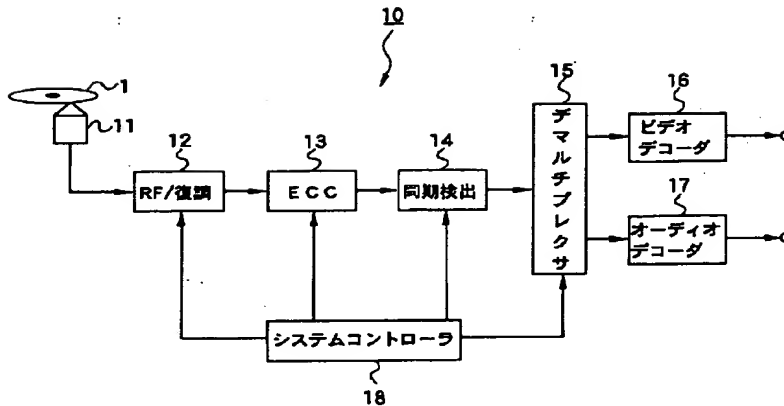 10
1
11
12
RF/復調
13
ECC
14
同期検出
15
デマルチプレクサ
16
ビデオ
デコーダ
17
オーディオ
デコーダ
システムコントローラ
18